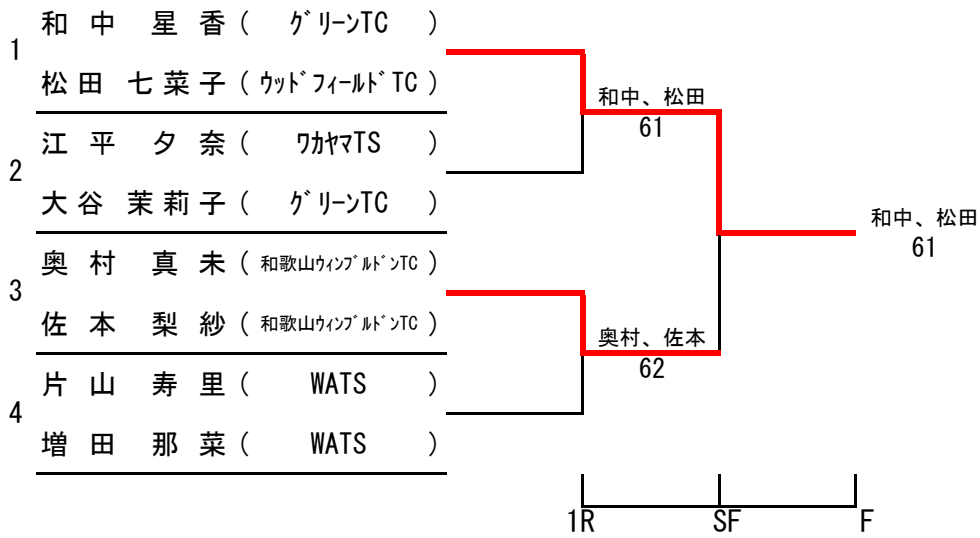 1
和中 星香 ( グリーンTC )
松田 七菜子 ( ウッドフィールドTC )
2
江平 夕奈 ( ワカヤマTS )
大谷 茉莉子 ( グリーンTC )
3
奥村 真未 ( 和歌山ウィンブルドンTC )
佐本 梨紗 ( 和歌山ウィンブルドンTC )
4
片山 寿里 ( WATS )
増田 那菜 ( WATS )
和中、松田
61
奥村、佐本
62
和中、松田
61
1R SF F